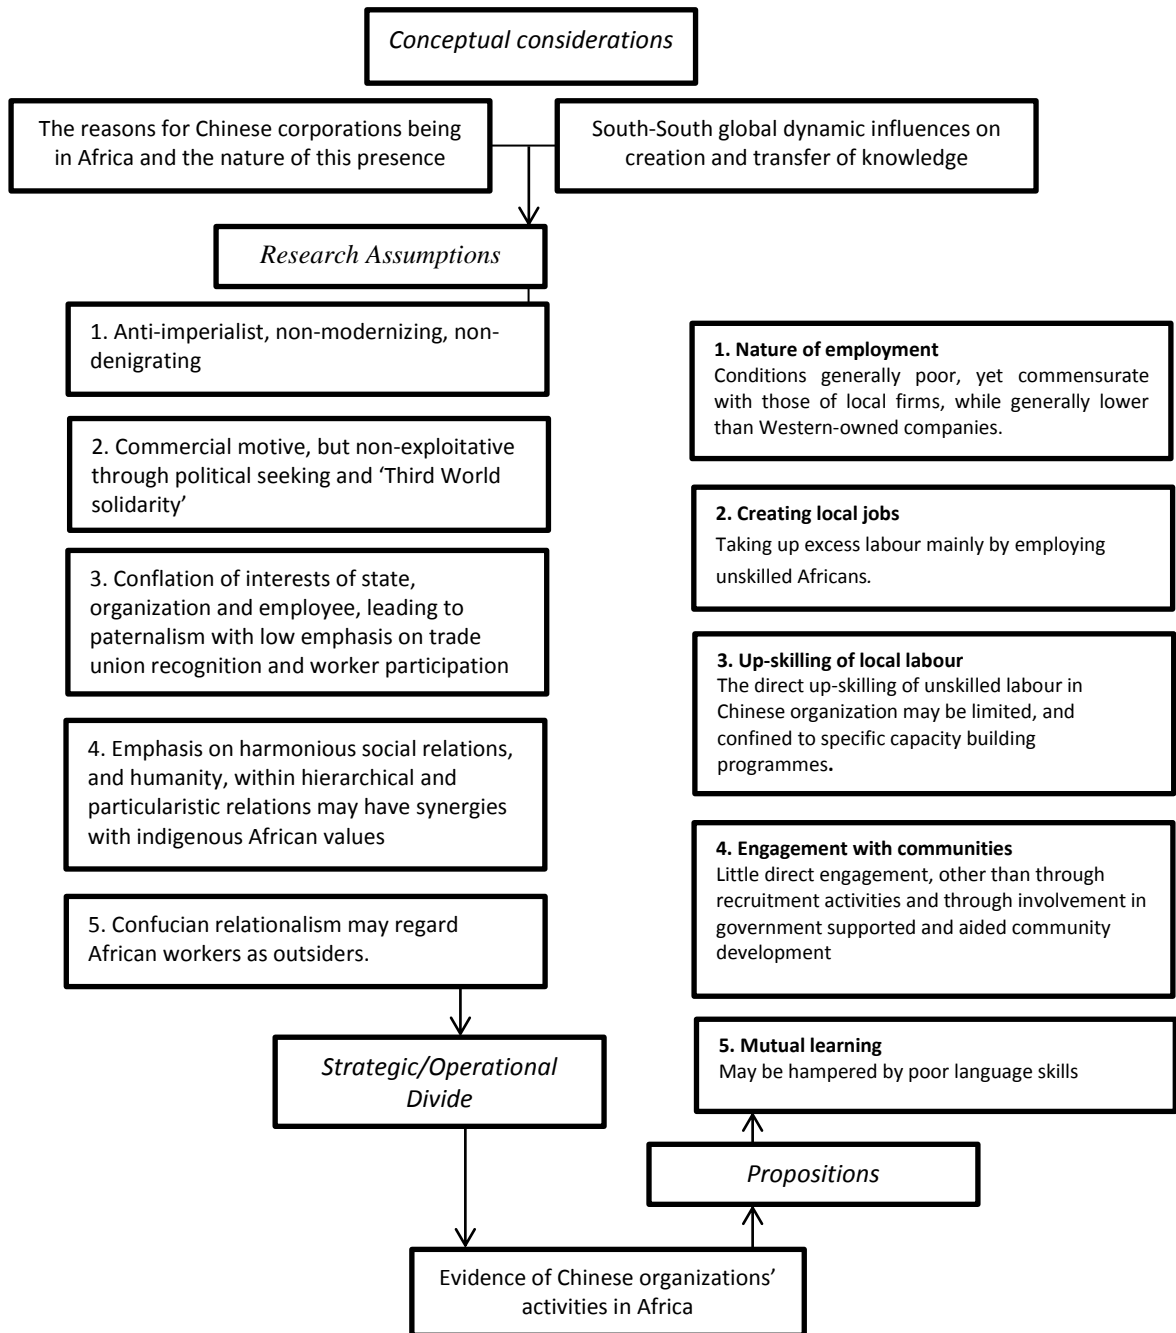 Conceptual considerations
The reasons for Chinese corporations being
in Africa and the nature of this presence
South-South global dynamic influences on
creation and transfer of knowledge
Research Assumptions
1. Anti-imperialist, non-modernizing, non-
denigrating
2. Commercial motive, but non-exploitative
through political seeking and ‘Third World
solidarity’
3. Conflation of interests of state,
organization and employee, leading to
paternalism with low emphasis on trade
union recognition and worker participation
4. Emphasis on harmonious social relations,
and humanity, within hierarchical and
particularistic relations may have synergies
with indigenous African values
5. Confucian relationalism may regard
African workers as outsiders.
Strategic/Operational
Divide
Evidence of Chinese organizations’
activities in Africa
Propositions
1. Nature of employment
Conditions generally poor, yet commensurate
with those of local firms, while generally lower
than Western-owned companies.
2. Creating local jobs
Taking up excess labour mainly by employing
unskilled Africans.
3. Up-skilling of local labour
The direct up-skilling of unskilled labour in
Chinese organization may be limited, and
confined to specific capacity building
programmes.
4. Engagement with communities
Little direct engagement, other than through
recruitment activities and through involvement in
government supported and aided community
development
5. Mutual learning
May be hampered by poor language skills